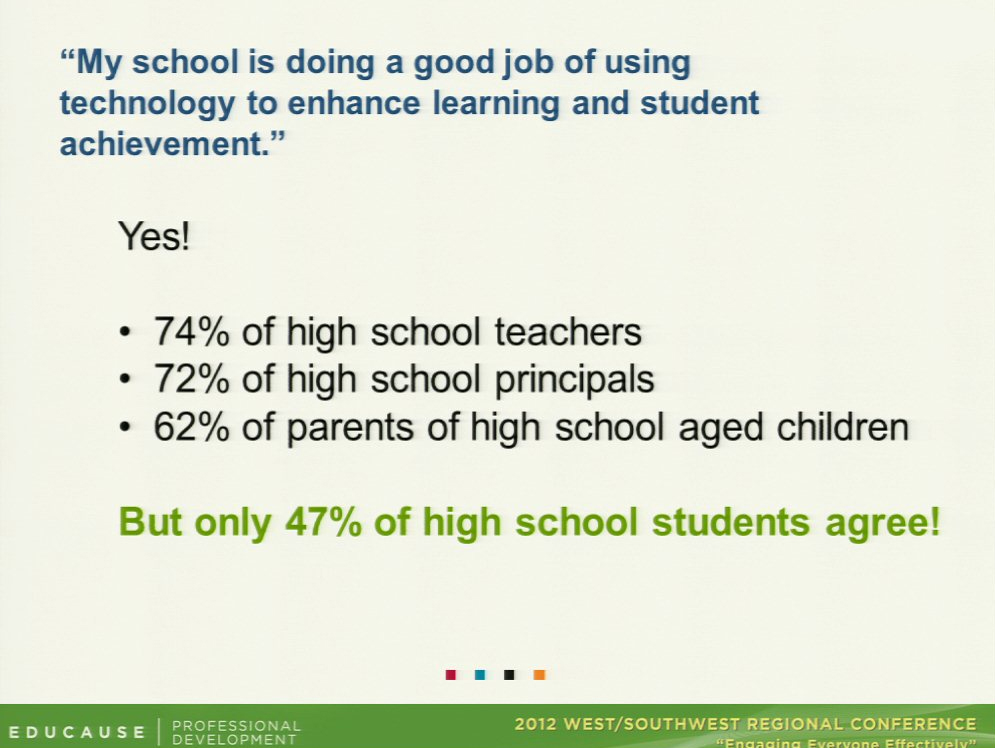 “My school is doing a good job of using
technology to enhance learning and student
achievement.”
Yes!
• 74% of high school teachers
• 72% of high school principals
• 62% of parents of high school aged children
But only 47% of high school students agree!
EDUCAUSE
PROFESSIONAL
DEVELOPMENT
2012 WEST/SOUTHWEST REGIONAL CONFERENCE
“Engaging Everyone Effectively”